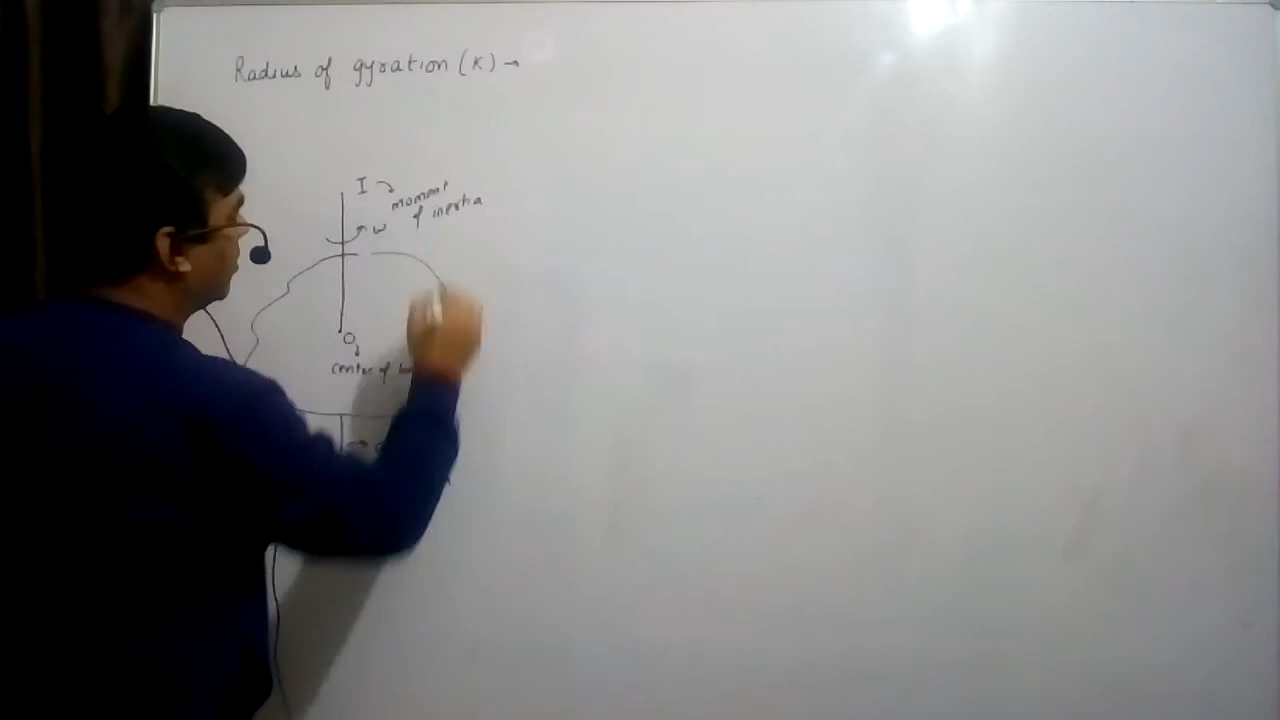 Radius of gyration (K) →
I
moment
of inertia
ω
O
center of